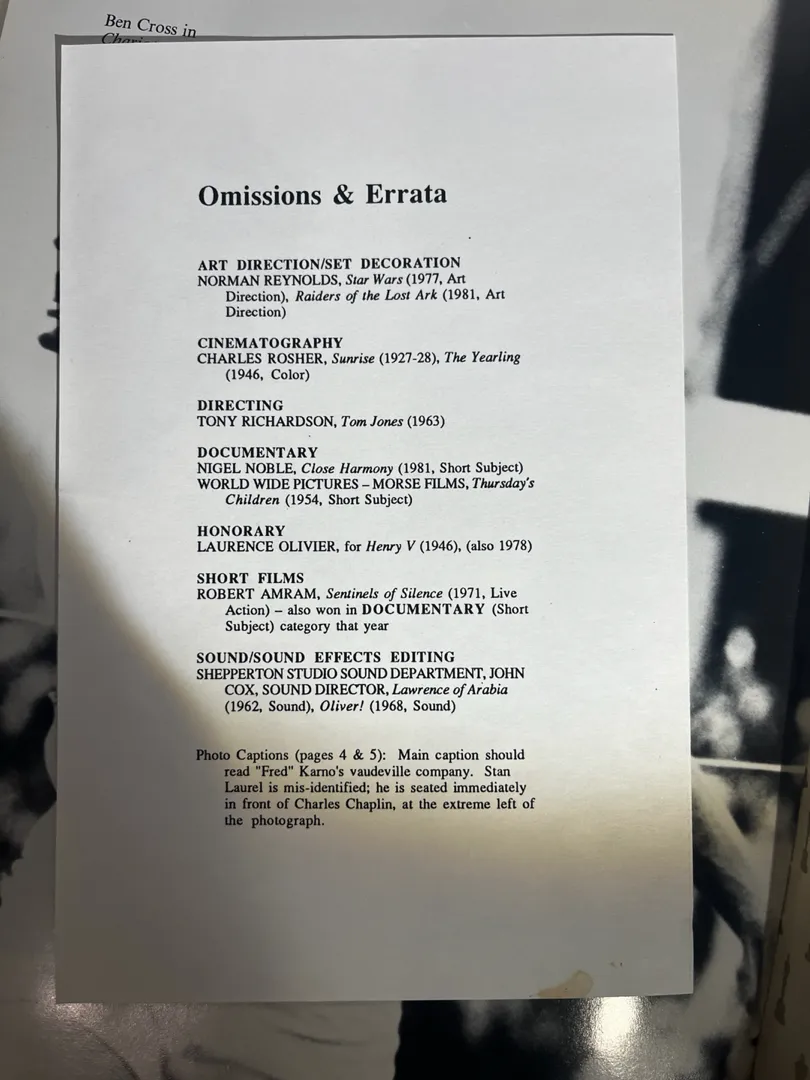 Ben Cross in
Omissions & Errata
ART DIRECTION/SET DECORATION
NORMAN REYNOLDS, Star Wars (1977, Art
Direction), Raiders of the Lost Ark (1981, Art
Direction)
CINEMATOGRAPHY
CHARLES ROSHER, Sunrise (1927-28), The Yearling
(1946, Color)
DIRECTING
TONY RICHARDSON, Tom Jones (1963)
DOCUMENTARY
NIGEL NOBLE, Close Harmony (1981, Short Subject)
WORLD WIDE PICTURES – MORSE FILMS, Thursday's
Children (1954, Short Subject)
HONORARY
LAURENCE OLIVIER, for Henry V (1946), (also 1978)
SHORT FILMS
ROBERT AMRAM, Sentinels of Silence (1971, Live
Action) – also won in DOCUMENTARY (Short
Subject) category that year
SOUND/SOUND EFFECTS EDITING
SHEPPERTON STUDIO SOUND DEPARTMENT, JOHN
COX, SOUND DIRECTOR, Lawrence of Arabia
(1962, Sound), Oliver! (1968, Sound)
Photo Captions (pages 4 & 5): Main caption should
read "Fred" Karno's vaudeville company. Stan
Laurel is mis-identified; he is seated immediately
in front of Charles Chaplin, at the extreme left of
the photograph.